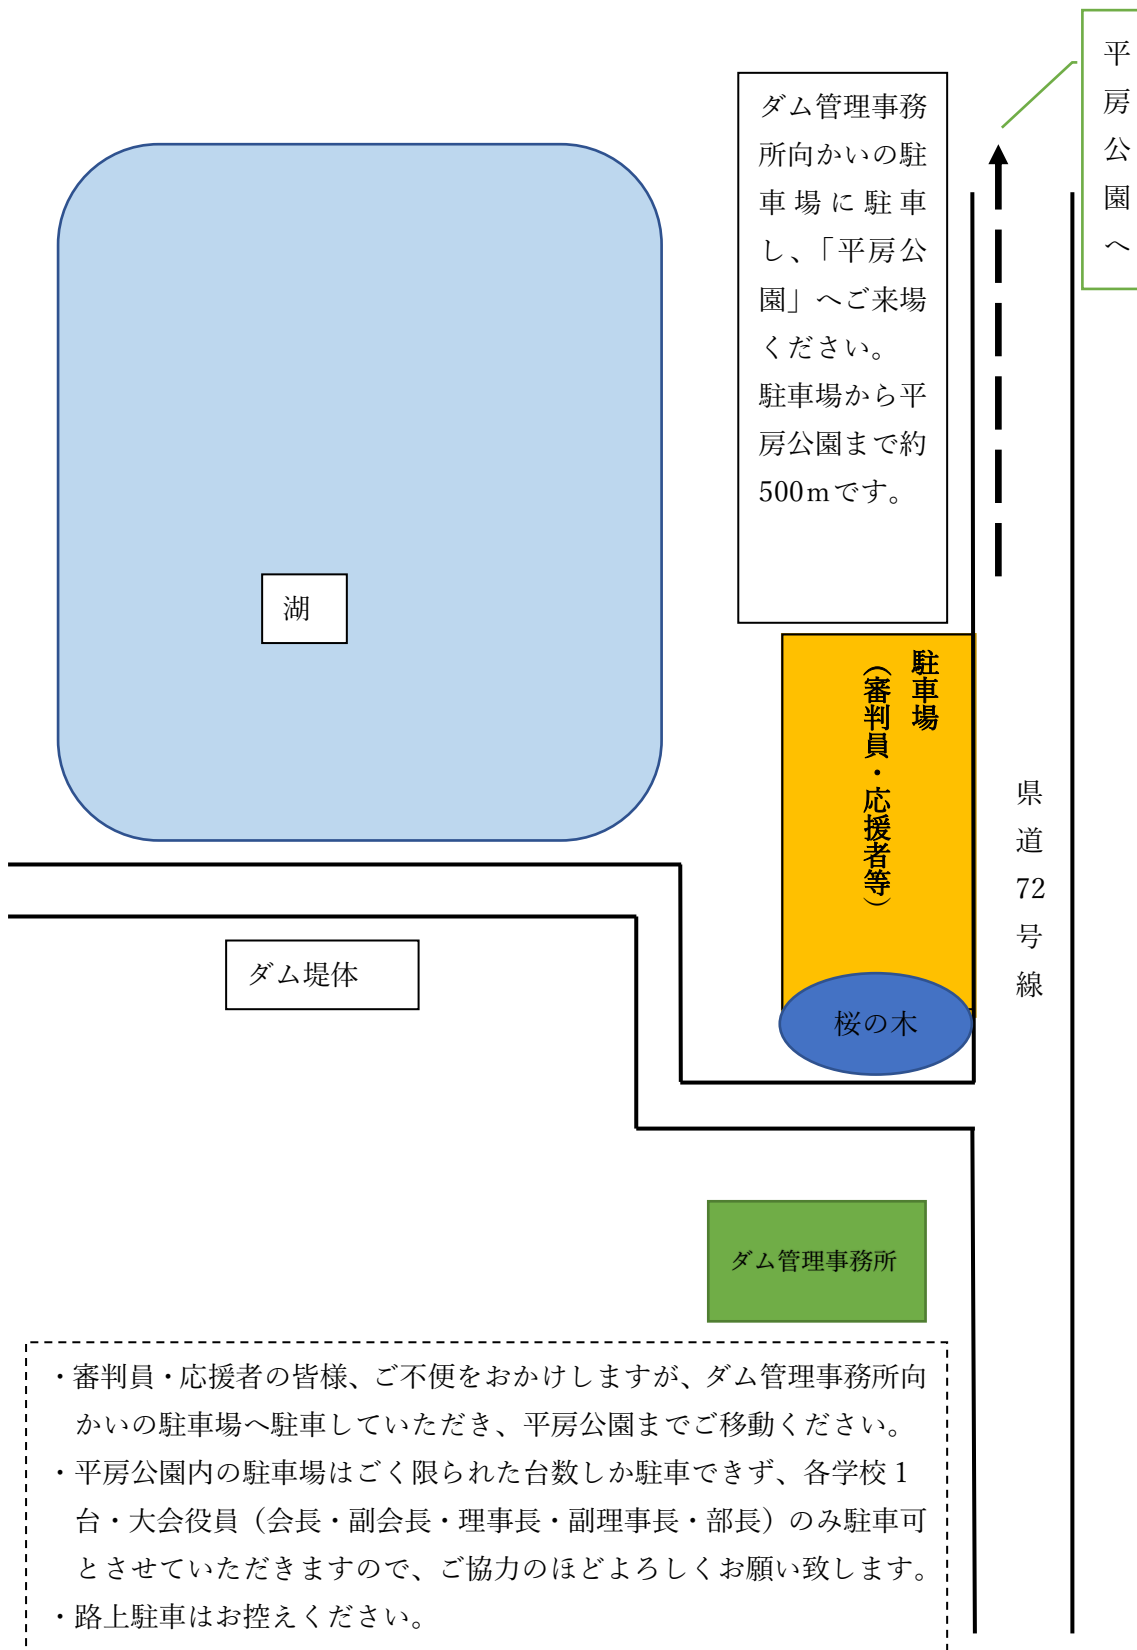 平房公園へ
ダム管理事務
所向かいの駐
車場に駐車
し、「平房公
園」へご来場
ください。
駐車場から平
房公園まで約
500ｍです。
湖
駐車場
（審判員・応援者等）
県道72号線
ダム堤体
桜の木
ダム管理事務所
・審判員・応援者の皆様、ご不便をおかけしますが、ダム管理事務所向
かいの駐車場へ駐車していただき、平房公園までご移動ください。
・平房公園内の駐車場はごく限られた台数しか駐車できず、各学校１
台・大会役員（会長・副会長・理事長・副理事長・部長）のみ駐車可
とさせていただきますので、ご協力のほどよろしくお願い致します。
・路上駐車はお控えください。